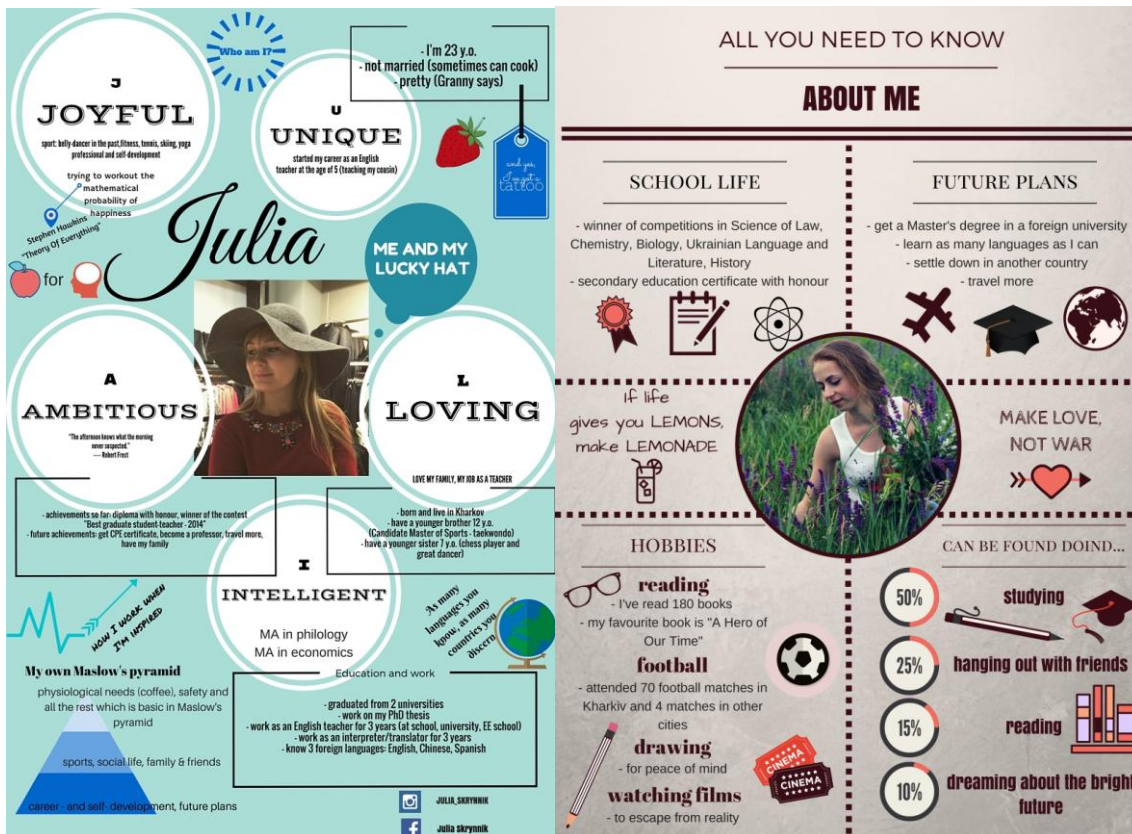 Who am I?
J
JOYFUL
sport: belly-dancer in the past,fitness, tennis, skiing, yoga
professional and self-development
trying to workout the
mathematical
probability of
happiness
Stephen Hawkins
"Theory Of Everything"
for
U
UNIQUE
started my career as an English
teacher at the age of 5 (teaching my cousin)
- I'm 23 y.o.
- not married (sometimes can cook)
- pretty (Granny says)
and yes,
I've got a
tattoo
Julia
ME AND MY
LUCKY HAT
A
AMBITIOUS
"The afternoon knows what the morning
never suspected."
— Robert Frost
- achievements so far: diploma with honour, winner of the contest
"Best graduate student-teacher - 2014"
- future achievements: get CPE certificate, become a professor, travel more,
have my family
L
LOVING
LOVE MY FAMILY, MY JOB AS A TEACHER
- born and live in Kharkov
- have a younger brother 12 y.o.
(Candidate Master of Sports - taekwondo)
- have a younger sister 7 y.o. (chess player and
great dancer)
I
INTELLIGENT
MA in philology
MA in economics
HOW I WORK WHEN
I'M INSPIRED
As many
languages you
know, as many
countries you
discern
My own Maslow's pyramid
physiological needs (coffee), safety and
all the rest which is basic in Maslow's
pyramid
sports, social life, family & friends
career - and self- development, future plans
Education and work
- graduated from 2 universities
- work on my PhD thesis
- work as an English teacher for 3 years (at school, university, EE school)
- work as an interpreter/translator for 3 years
- know 3 foreign languages: English, Chinese, Spanish
JULIA_SKRYNNIK
Julia Skrynnik
ALL YOU NEED TO KNOW
ABOUT ME
SCHOOL LIFE
- winner of competitions in Science of Law,
Chemistry, Biology, Ukrainian Language and
Literature, History
- secondary education certificate with honour
FUTURE PLANS
- get a Master's degree in a foreign university
- learn as many languages as I can
- settle down in another country
- travel more
If life
gives you LEMONS,
make LEMONADE
MAKE LOVE,
NOT WAR
HOBBIES
reading
- I've read 180 books
- my favourite book is "A Hero of
Our Time"
football
- attended 70 football matches in
Kharkiv and 4 matches in other
cities
drawing
- for peace of mind
watching films
- to escape from reality
CINEMA
CINEMA
CAN BE FOUND DOIND...
50%
studying
25%
hanging out with friends
15%
reading
10%
dreaming about the bright
future